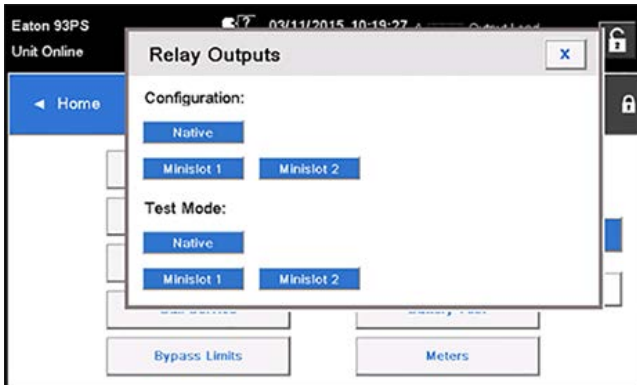 Eaton 93PS
03/11/2015 10:19:27
Unit Online
Relay Outputs
x
◄ Home
Configuration:
Native
Minislot 1 Minislot 2
Test Mode:
Native
Minislot 1 Minislot 2
Bypass Limits Meters